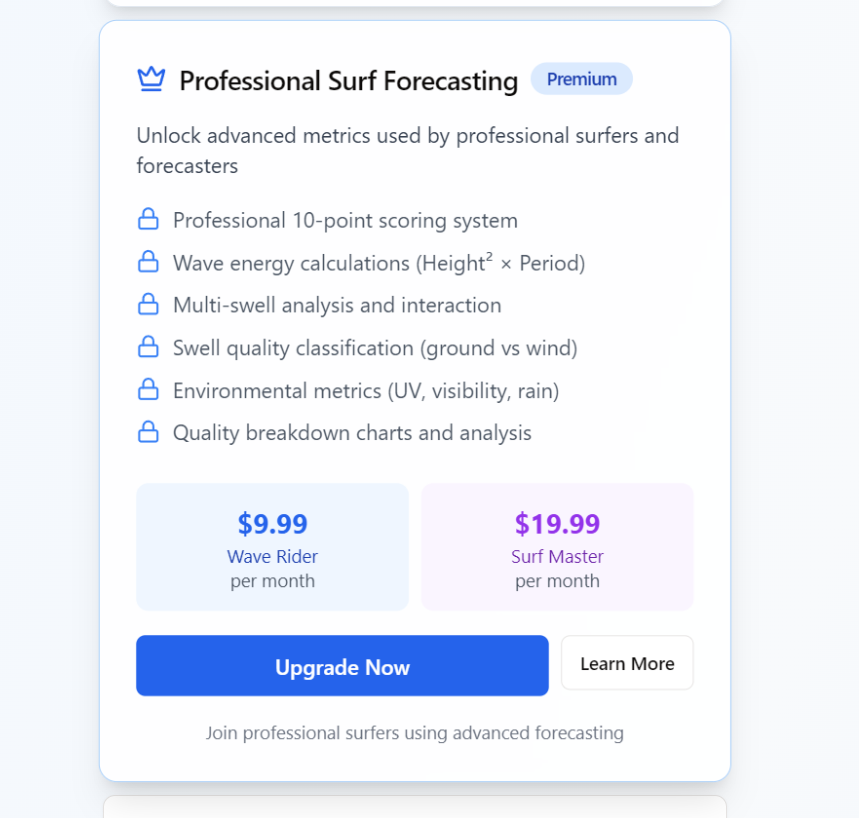 Professional Surf Forecasting Premium
Unlock advanced metrics used by professional surfers and
forecasters
Professional 10-point scoring system
Wave energy calculations (Height² × Period)
Multi-swell analysis and interaction
Swell quality classification (ground vs wind)
Environmental metrics (UV, visibility, rain)
Quality breakdown charts and analysis
$9.99
Wave Rider
per month
$19.99
Surf Master
per month
Upgrade Now
Learn More
Join professional surfers using advanced forecasting